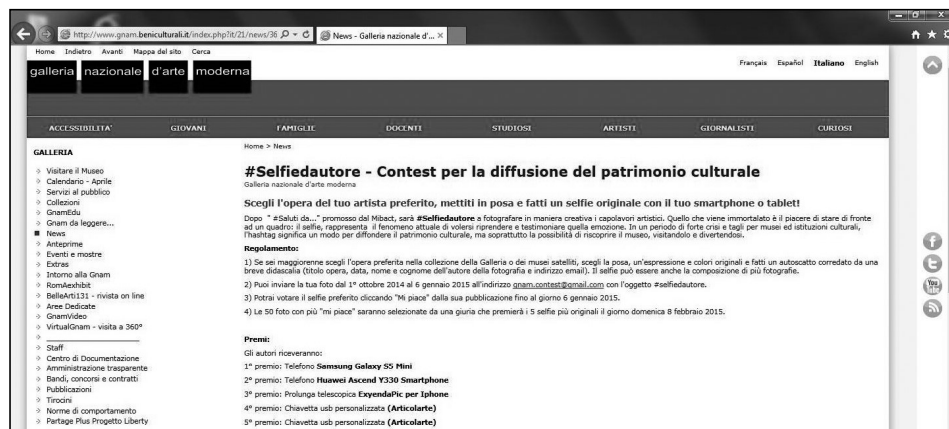 http://www.gnam.beniculturali.it/index.php?it/21/news/36
News - Galleria nazionale d'...
Home Indietro Avanti Mappa del sito Cerca
galleria nazionale d'arte moderna
Français Español Italiano English
ACCESSIBILITA' GIOVANI FAMIGLIE DOCENTI STUDIOSI ARTISTI GIORNALISTI CURIOSI
GALLERIA
Visitare il Museo
Calendario - Aprile
Servizi al pubblico
Collezioni
GnamEdu
Gnam da leggere...
News
Anteprime
Eventi e mostre
Extras
Intorno alla Gnam
RomAexhibit
BelleArti131 - rivista on line
Aree Dedicate
GnamVideo
VirtualGnam - visita a 360°
Staff
Centro di Documentazione
Amministrazione trasparente
Bandi, concorsi e contratti
Pubblicazioni
Tirocini
Norme di comportamento
Partage Plus Progetto Liberty
Home > News
#Selfiedautore - Contest per la diffusione del patrimonio culturale
Galleria nazionale d'arte moderna
Scegli l'opera del tuo artista preferito, mettiti in posa e fatti un selfie originale con il tuo smartphone o tablet!
Dopo " #Saluti da..." promosso dal Mibact, sarà #Selfiedautore a fotografare in maniera creativa i capolavori artistici. Quello che viene immortalato è il piacere di stare di fronte
ad un quadro: il selfie, rappresenta il fenomeno attuale di volersi riprendere e testimoniare quella emozione. In un periodo di forte crisi e tagli per musei ed istituzioni culturali,
l'hashtag significa un modo per diffondere il patrimonio culturale, ma soprattutto la possibilità di riscoprire il museo, visitandolo e divertendosi.
Regolamento:
1) Se sei maggiorenne scegli l'opera preferita nella collezione della Galleria o dei musei satelliti, scegli la posa, un'espressione e colori originali e fatti un autoscatto corredato da una
breve didascalia (titolo opera, data, nome e cognome dell'autore della fotografia e indirizzo email). Il selfie può essere anche la composizione di più fotografie.
2) Puoi inviare la tua foto dal 1° ottobre 2014 al 6 gennaio 2015 all'indirizzo gnam.contest@gmail.com con l'oggetto #selfiedautore.
3) Potrai votare il selfie preferito cliccando "Mi piace" dalla sua pubblicazione fino al giorno 6 gennaio 2015.
4) Le 50 foto con più "mi piace" saranno selezionate da una giuria che premierà i 5 selfie più originali il giorno domenica 8 febbraio 2015.
Premi:
Gli autori riceveranno:
1° premio: Telefono Samsung Galaxy S5 Mini
2° premio: Telefono Huawei Ascend Y330 Smartphone
3° premio: Prolunga telescopica ExyendaPic per Iphone
4° premio: Chiavetta usb personalizzata (Articolarte)
5° premio: Chiavetta usb personalizzata (Articolarte)
You Tube